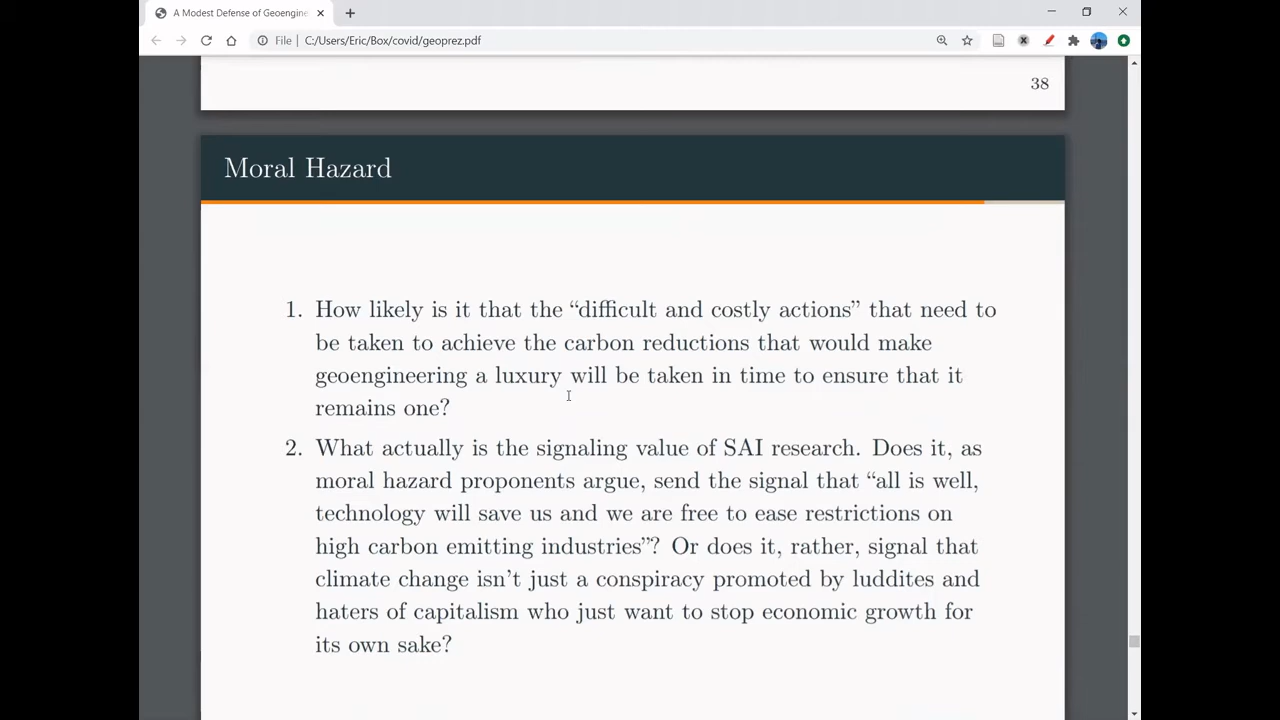 A Modest Defense of Geoengine
File
C:/Users/Eric/Box/covid/geoprez.pdf
38
Moral Hazard
1. How likely is it that the “difficult and costly actions” that need to
be taken to achieve the carbon reductions that would make
geoengineering a luxury will be taken in time to ensure that it
remains one?
2. What actually is the signaling value of SAI research. Does it, as
moral hazard proponents argue, send the signal that “all is well,
technology will save us and we are free to ease restrictions on
high carbon emitting industries”? Or does it, rather, signal that
climate change isn’t just a conspiracy promoted by luddites and
haters of capitalism who just want to stop economic growth for
its own sake?